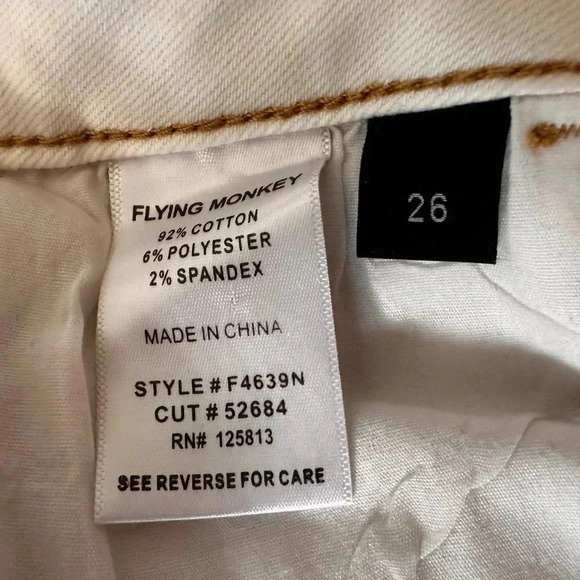 FLYING MONKEY
92% COTTON
6% POLYESTER
2% SPANDEX
MADE IN CHINA
STYLE # F4639N
CUT # 52684
RN# 125813
SEE REVERSE FOR CARE
26